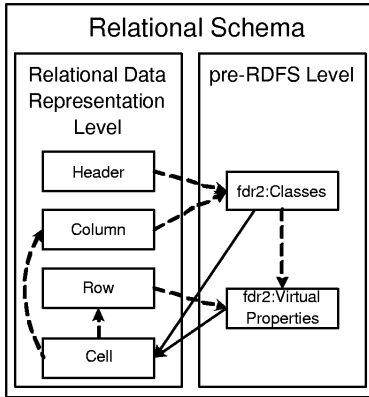 Relational Schema
Relational Data
Representation
Level
pre-RDFS Level
Header
Column
Row
Cell
fdr2:Classes
fdr2:Virtual
Properties